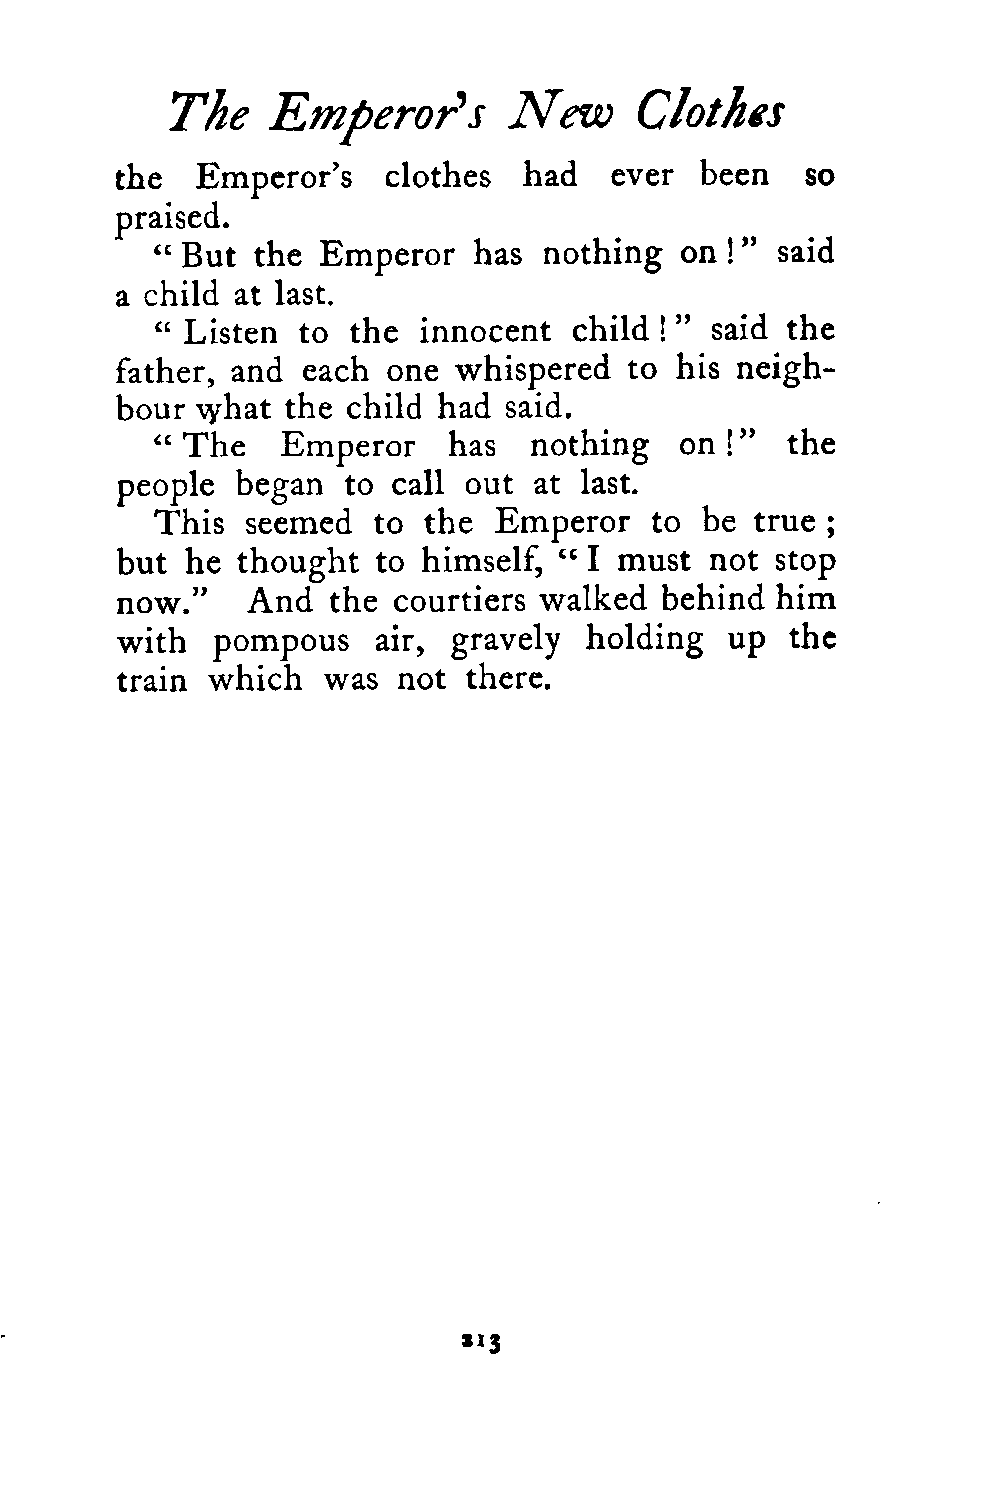 The Emperor's New Clothes
the Emperor's clothes had ever been so
praised.
“But the Emperor has nothing on!” said
a child at last.
“Listen to the innocent child!” said the
father, and each one whispered to his neigh-
bour what the child had said.
“The Emperor has nothing on!” the
people began to call out at last.
This seemed to the Emperor to be true;
but he thought to himself, “I must not stop
now.” And the courtiers walked behind him
with pompous air, gravely holding up the
train which was not there.
213